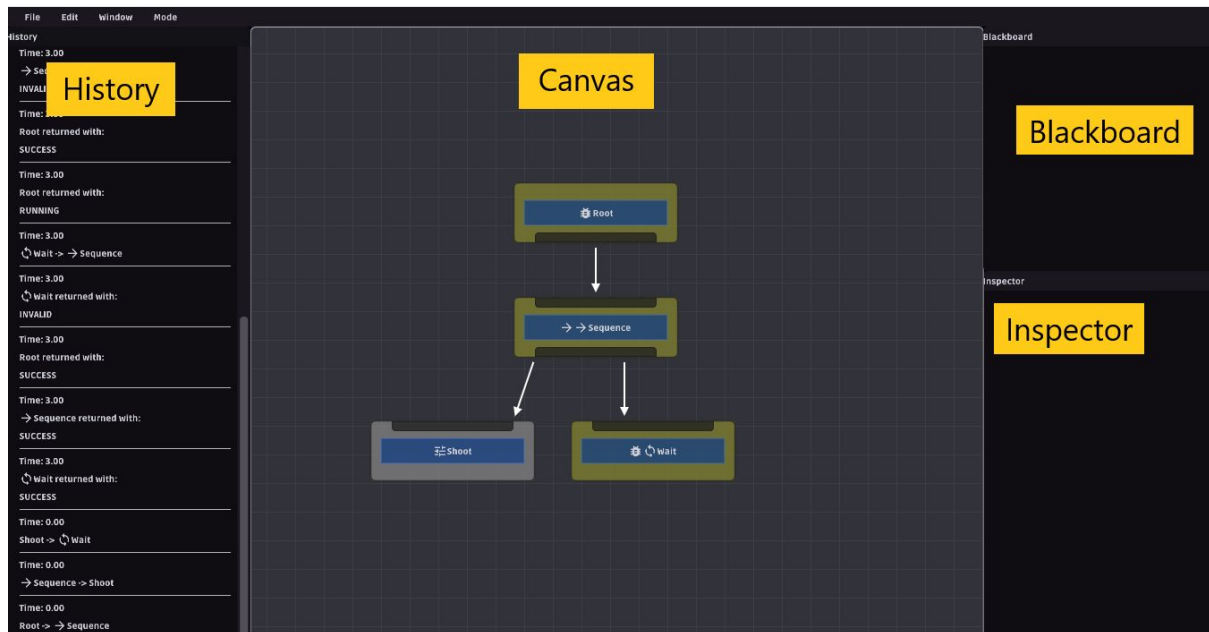 File Edit Window Mode
History
Time: 3.00
INVALI
History
Time: 3.00
Root returned with:
SUCCESS
Time: 3.00
Root returned with:
RUNNING
Time: 3.00
Wait -> → Sequence
Time: 3.00
Wait returned with:
INVALID
Time: 3.00
Root returned with:
SUCCESS
Time: 3.00
→ Sequence returned with:
SUCCESS
Time: 3.00
Wait returned with:
SUCCESS
Time: 0.00
Shoot -> Wait
Time: 0.00
→ Sequence -> Shoot
Time: 0.00
Root -> → Sequence
Canvas
Root
→ → Sequence
Shoot
Wait
Blackboard
Blackboard
Inspector
Inspector